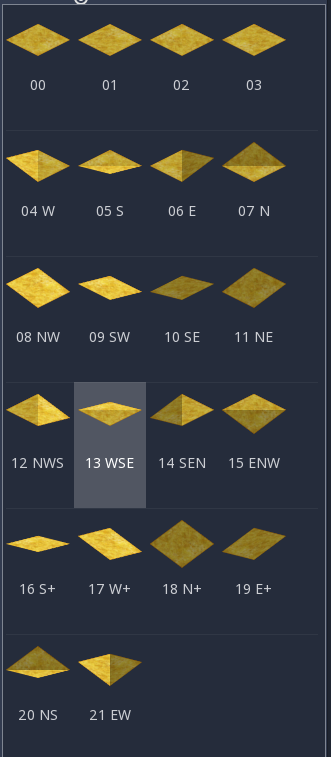 00 01 02 03
04 W 05 S 06 E 07 N
08 NW 09 SW 10 SE 11 NE
12 NWS 13 WSE 14 SEN 15 ENW
16 S+ 17 W+ 18 N+ 19 E+
20 NS 21 EW